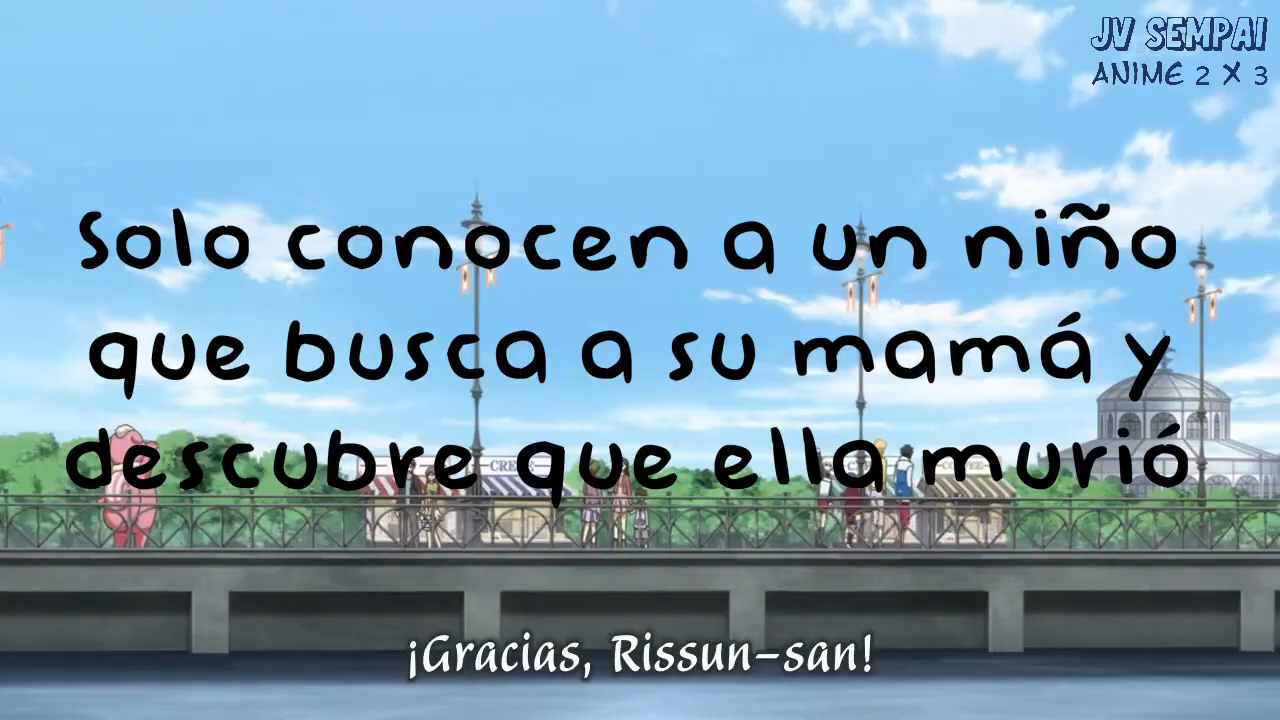 JV SEMPAI
ANIME 2 X 3
Solo conocen a un niño
que busca a su mamá y
descubre que ella murió
¡Gracias, Rissun-san!